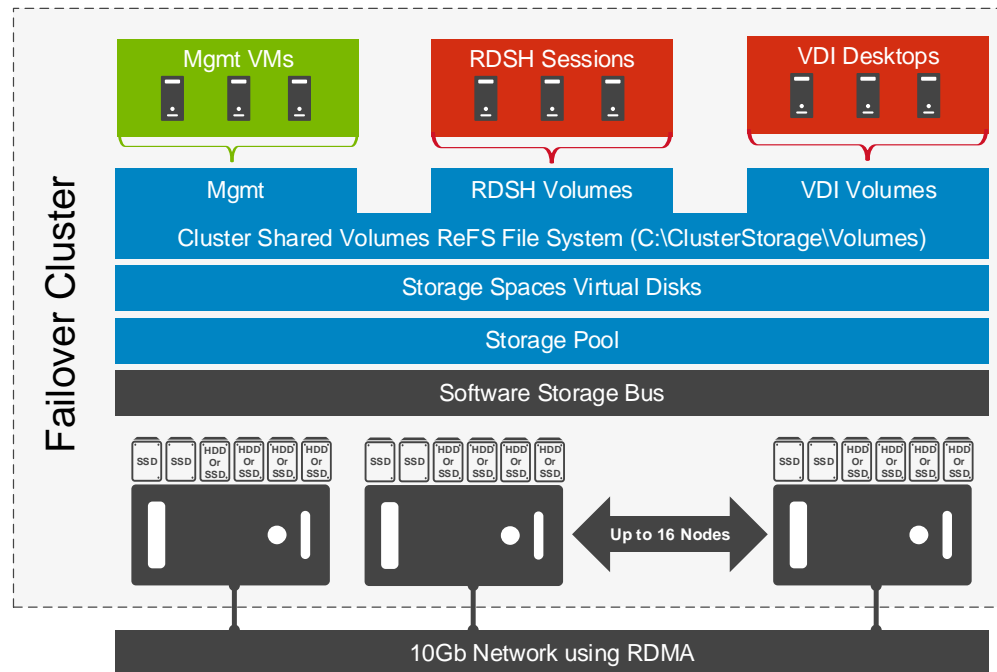 Failover Cluster
Mgmt VMs
RDSH Sessions
VDI Desktops
Mgmt
RDSH Volumes
VDI Volumes
Cluster Shared Volumes ReFS File System (C:\ClusterStorage\Volumes)
Storage Spaces Virtual Disks
Storage Pool
Software Storage Bus
SSD
SSD
HDD
Or
SSD
HDD
Or
SSD
HDD
Or
SSD
HDD
Or
SSD
SSD
SSD
HDD
Or
SSD
HDD
Or
SSD
HDD
Or
SSD
HDD
Or
SSD
SSD
SSD
HDD
Or
SSD
HDD
Or
SSD
HDD
Or
SSD
HDD
Or
SSD
Up to 16 Nodes
10Gb Network using RDMA